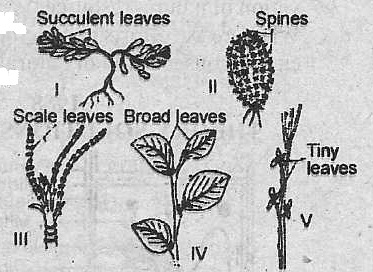 Succulent leaves
Spines
I
II
Scale leaves
Broad leaves
Tiny
leaves
III
IV
V